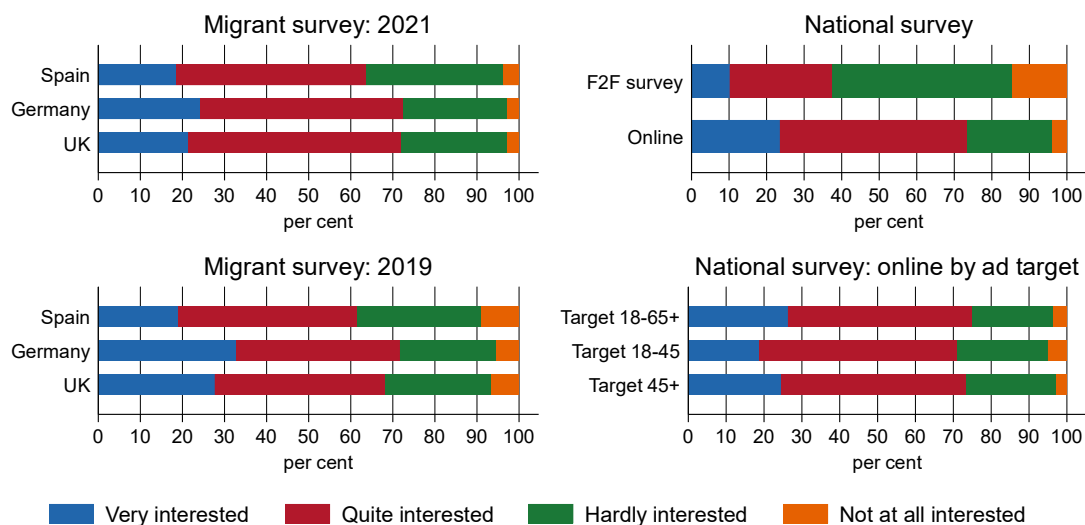 Migrant survey: 2021
Spain
Germany
UK
0 10 20 30 40 50 60 70 80 90 100
per cent
National survey
F2F survey
Online
0 10 20 30 40 50 60 70 80 90 100
per cent
Migrant survey: 2019
Spain
Germany
UK
0 10 20 30 40 50 60 70 80 90 100
per cent
National survey: online by ad target
Target 18-65+
Target 18-45
Target 45+
0 10 20 30 40 50 60 70 80 90 100
per cent
Very interested Quite interested Hardly interested Not at all interested